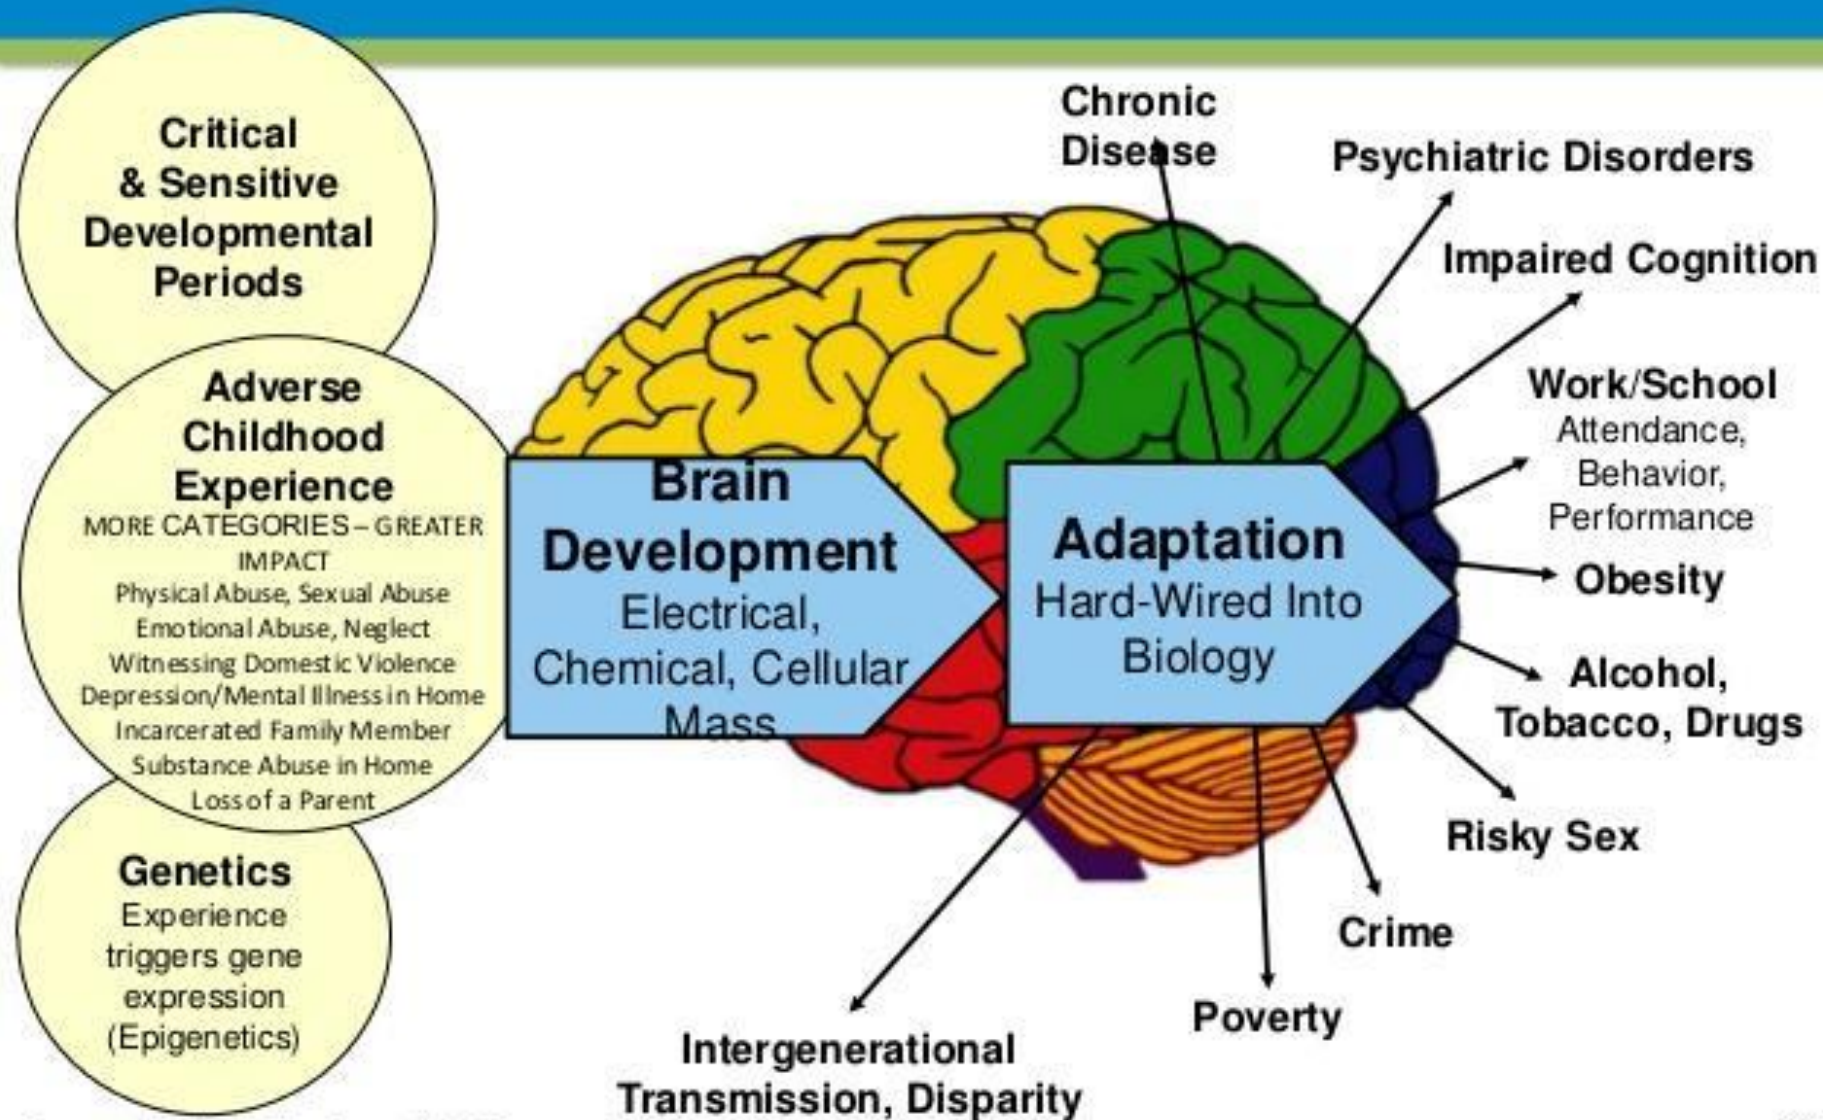 Critical
& Sensitive
Developmental
Periods
Adverse
Childhood
Experience
MORE CATEGORIES – GREATER
IMPACT
Physical Abuse, Sexual Abuse
Emotional Abuse, Neglect
Witnessing Domestic Violence
Depression/Mental Illness in Home
Incarcerated Family Member
Substance Abuse in Home
Loss of a Parent
Genetics
Experience
triggers gene
expression
(Epigenetics)
Brain
Development
Electrical,
Chemical, Cellular
Mass
Adaptation
Hard-Wired Into
Biology
Chronic
Disease
Psychiatric Disorders
Impaired Cognition
Work/School
Attendance,
Behavior,
Performance
Obesity
Alcohol,
Tobacco, Drugs
Risky Sex
Crime
Poverty
Intergenerational
Transmission, Disparity